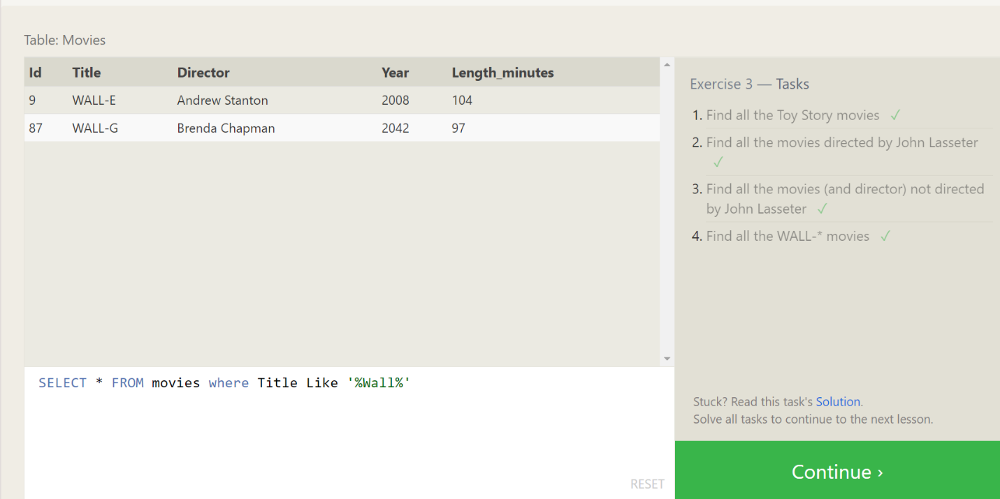 Table: Movies
Id Title Director Year Length_minutes
9 WALL-E Andrew Stanton 2008 104
87 WALL-G Brenda Chapman 2042 97
SELECT * FROM movies where Title Like '%Wall%'
RESET
Exercise 3 — Tasks
1. Find all the Toy Story movies ✓
2. Find all the movies directed by John Lasseter
✓
3. Find all the movies (and director) not directed
by John Lasseter ✓
4. Find all the WALL-* movies ✓
Stuck? Read this task's Solution.
Solve all tasks to continue to the next lesson.
Continue ›